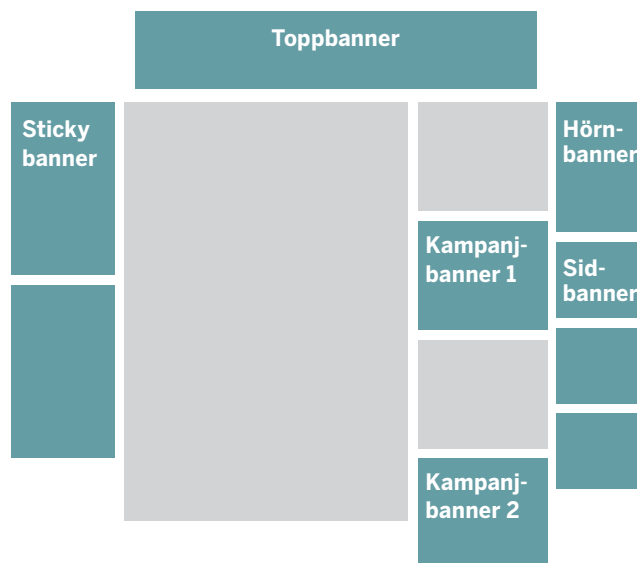 Toppbanner
Sticky
banner
Kampanj-
banner 1
Kampanj-
banner 2
Hörn-
banner
Sid-
banner